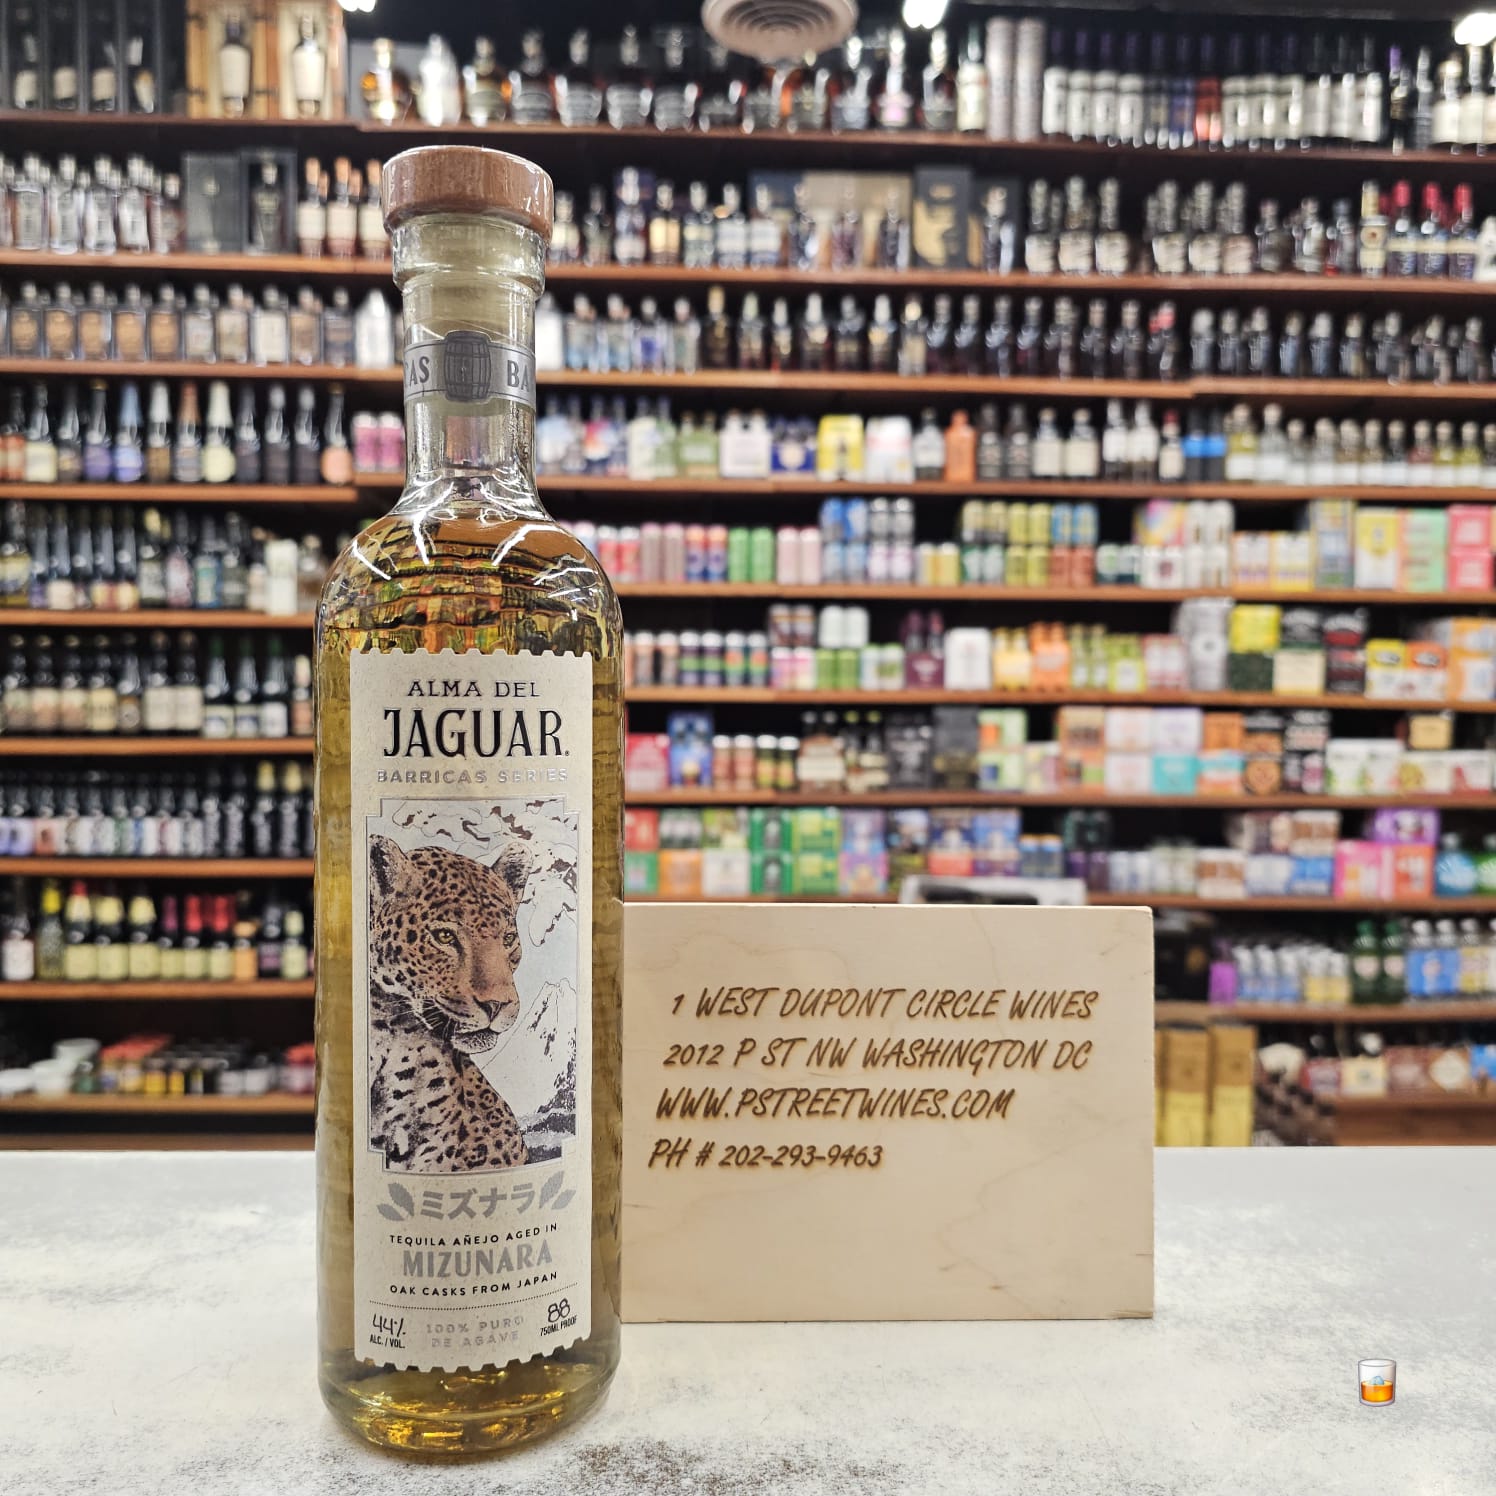 CAS BA
ALMA DEL
JAGUAR®
BARRICAS SERIES
ミズナラ
TEQUILA AÑEJO AGED IN
MIZUNARA
OAK CASKS FROM JAPAN
44%
ALC. / VOL.
100% PURO
DE AGAVE
88
750ML PROOF
1 WEST DUPONT CIRCLE WINES
2012 P ST NW WASHINGTON DC
WWW.PSTREETWINES.COM
PH # 202-293-9463